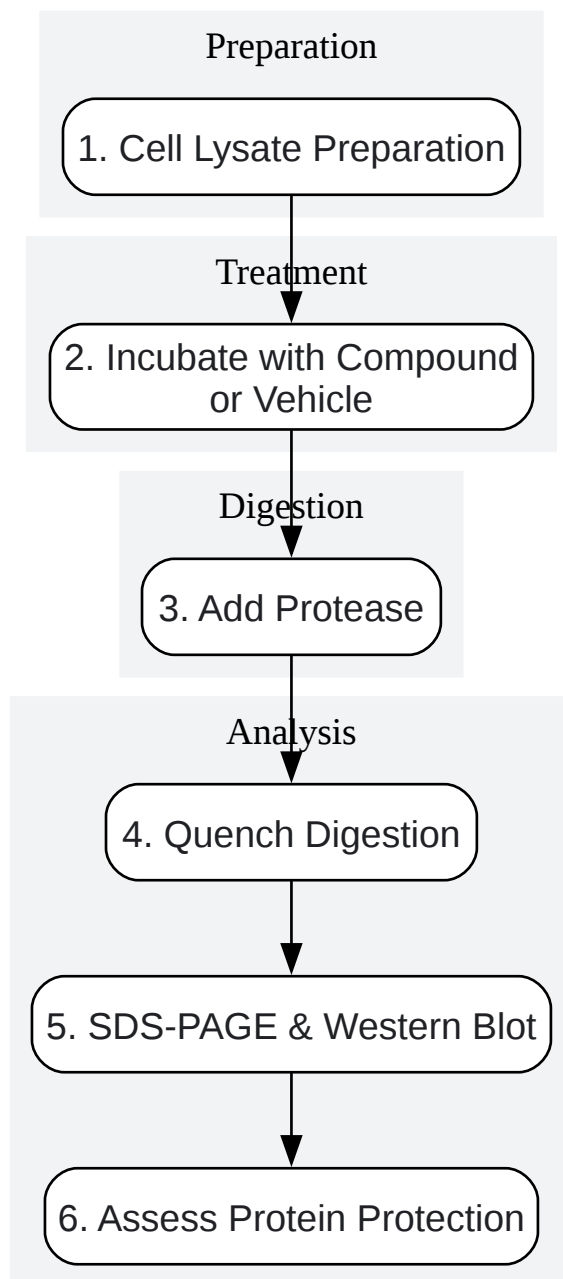 Preparation
1. Cell Lysate Preparation
Treatment
2. Incubate with Compound
or Vehicle
Digestion
3. Add Protease
Analysis
4. Quench Digestion
5. SDS-PAGE & Western Blot
6. Assess Protein Protection